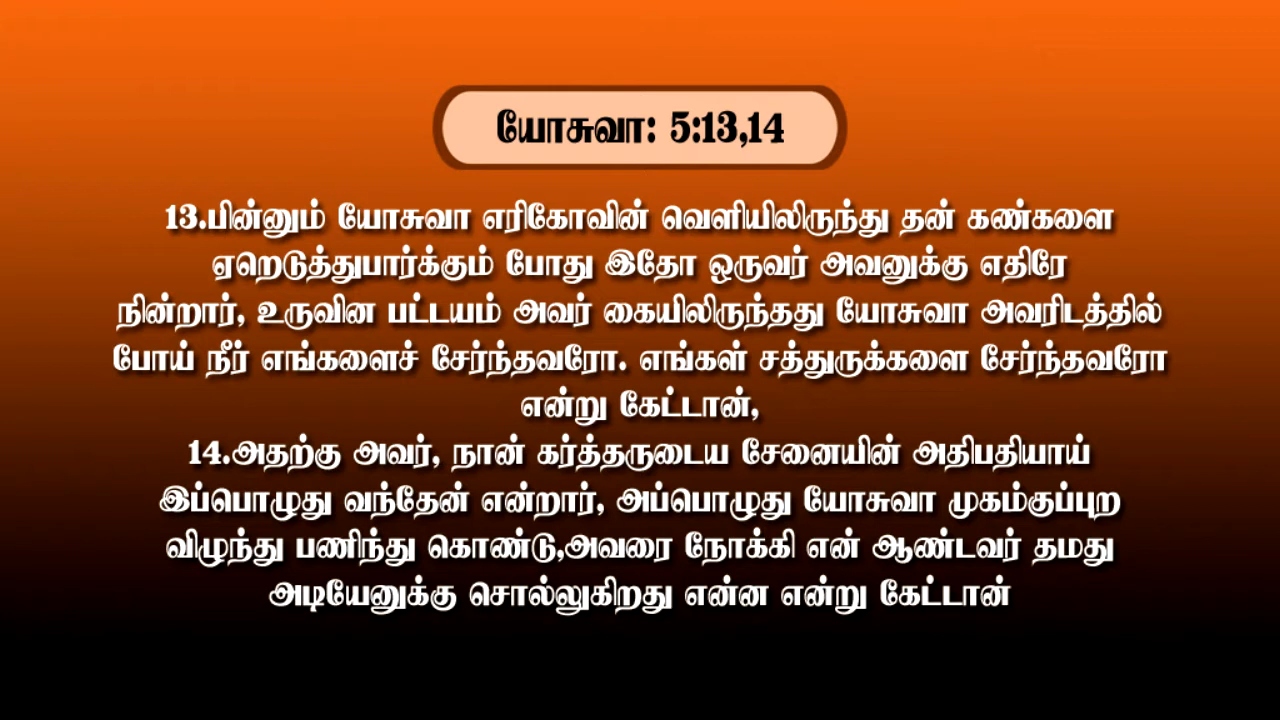 யோசுவா: 5:13,14
13.பின்னும் யோசுவா எரிகோவின் வெளியிலிருந்து தன் கண்களை
ஏறெடுத்துபார்க்கும் போது இதோ ஒருவர் அவனுக்கு எதிரே
நின்றார், உருவின பட்டயம் அவர் கையிலிருந்தது யோசுவா அவரிடத்தில்
போய் நீர் எங்களைச் சேர்ந்தவரோ. எங்கள் சத்துருக்களை சேர்ந்தவரோ
என்று கேட்டான்,
14.அதற்கு அவர், நான் கர்த்தருடைய சேனையின் அதிபதியாய்
இப்பொழுது வந்தேன் என்றார், அப்பொழுது யோசுவா முகம்குப்புற
விழுந்து பணிந்து கொண்டு,அவரை நோக்கி என் ஆண்டவர் தமது
அடியேனுக்கு சொல்லுகிறது என்ன என்று கேட்டான்